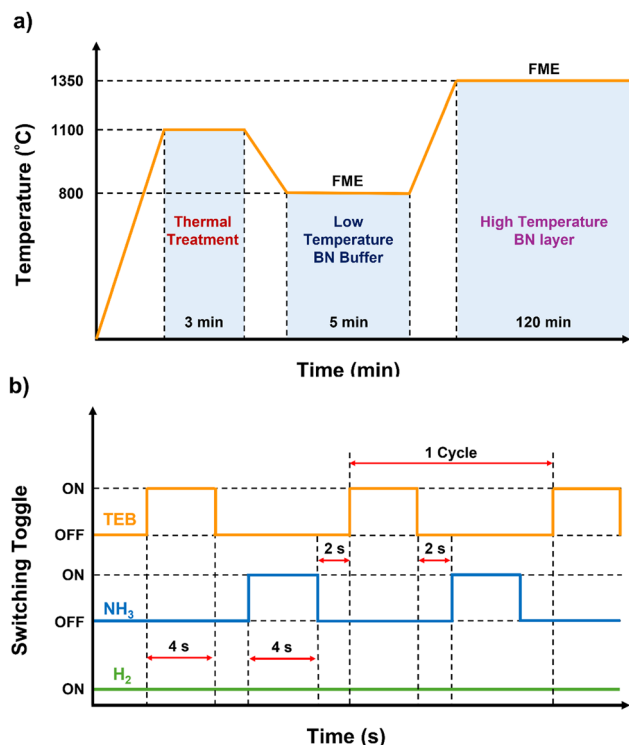 a)
Temperature (°C)
1350
1100
800
FME
FME
Thermal
Treatment
Low
Temperature
BN Buffer
High Temperature
BN layer
3 min
5 min
120 min
Time (min)
b)
Switching Toggle
1 Cycle
ON
TEB
OFF
2 s
2 s
ON
NH₃
OFF
4 s
4 s
H₂
ON
Time (s)